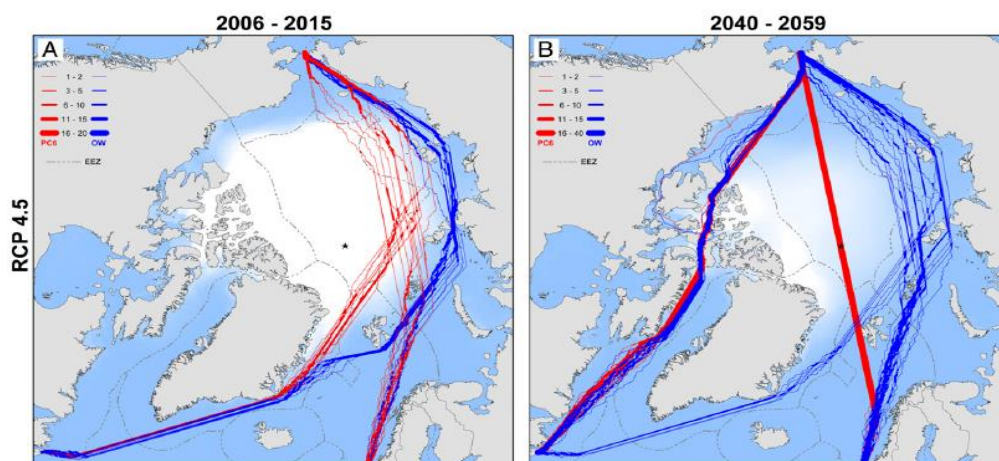 2006 - 2015
2040 - 2059
RCP 4.5
A
1 - 2
3 - 5
6 - 10
11 - 15
16 - 20
PC6 OW
EEZ
B
1 - 2
3 - 5
6 - 10
11 - 15
16 - 40
PC6 OW
EEZ